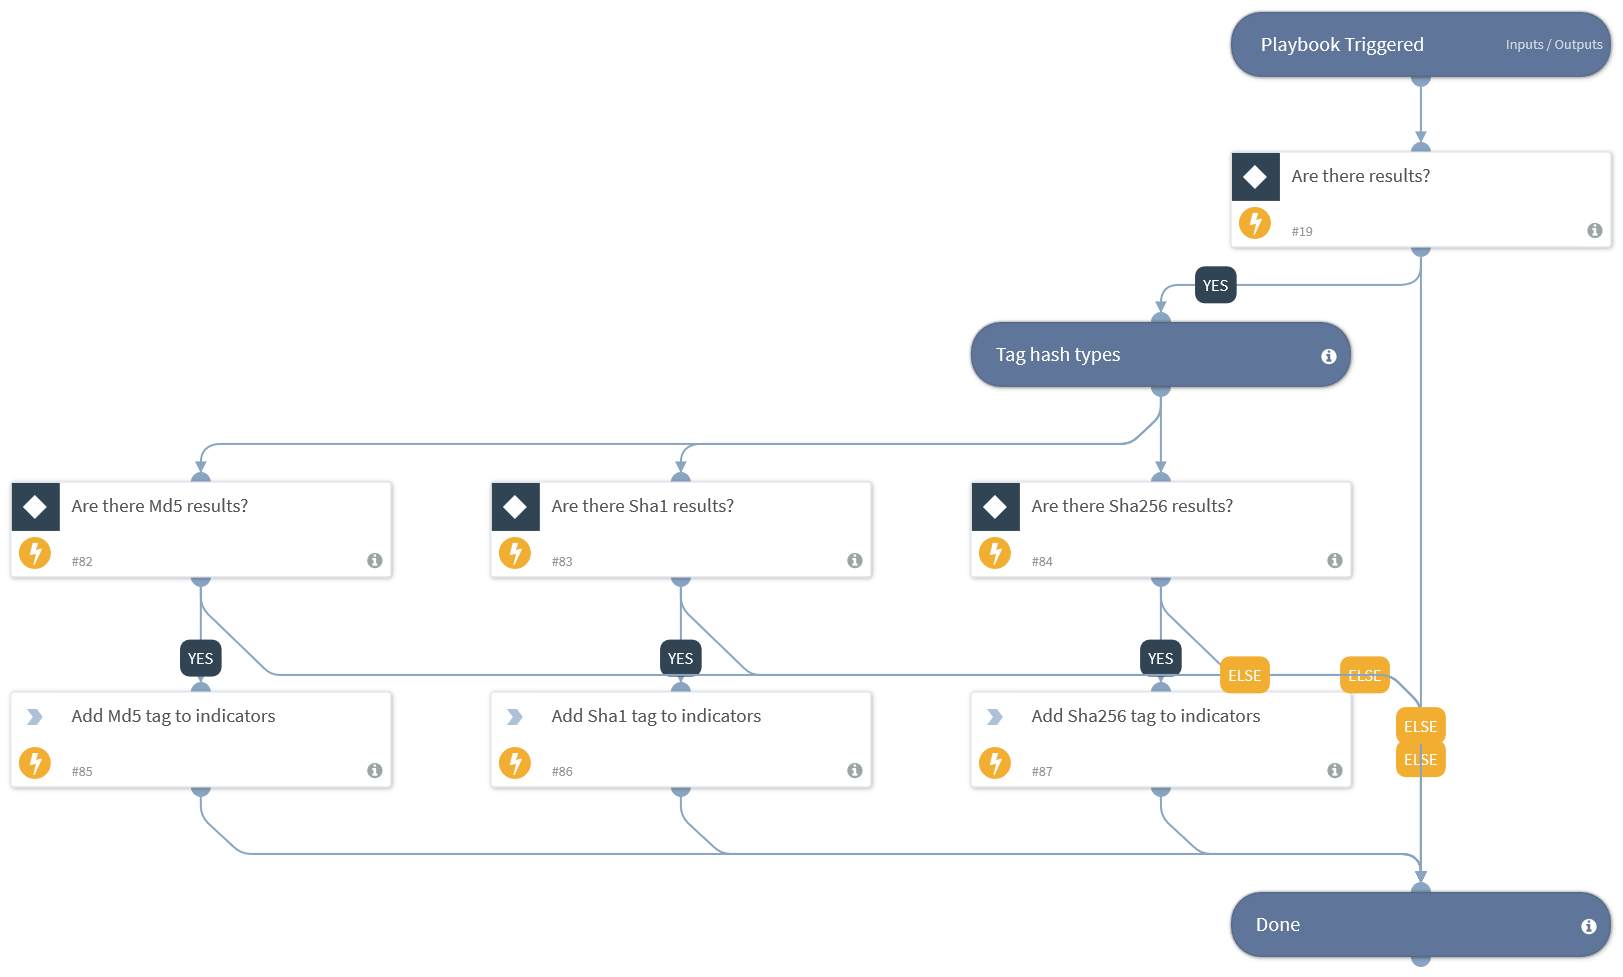 Playbook Triggered
Inputs / Outputs
Are there results?
#19
YES
Tag hash types
Are there Md5 results?
#82
Are there Sha1 results?
#83
Are there Sha256 results?
#84
YES
YES
YES
ELSE
ELSE
Add Md5 tag to indicators
#85
Add Sha1 tag to indicators
#86
Add Sha256 tag to indicators
#87
ELSE
ELSE
Done